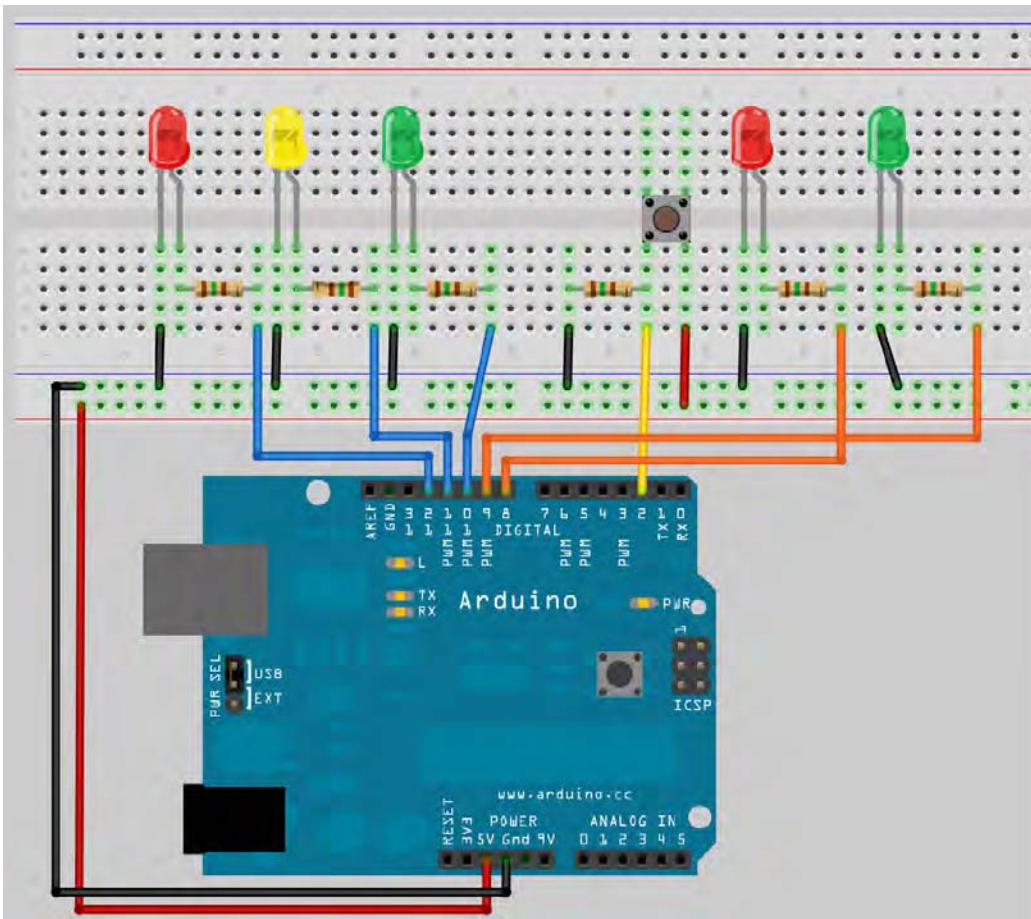 AREF
GND
13
12
PWM 11
PWM 10
PWM 9
8
7
PWM 6
PWM 5
4
PWM 3
2
TX 1
RX 0
DIGITAL
L
TX
RX
Arduino
PWR
1
PWR SEL
USB
EXT
ICSP
www.arduino.cc
POWER
ANALOG IN
RESET
3V3
5V Gnd 9V
0 1 2 3 4 5